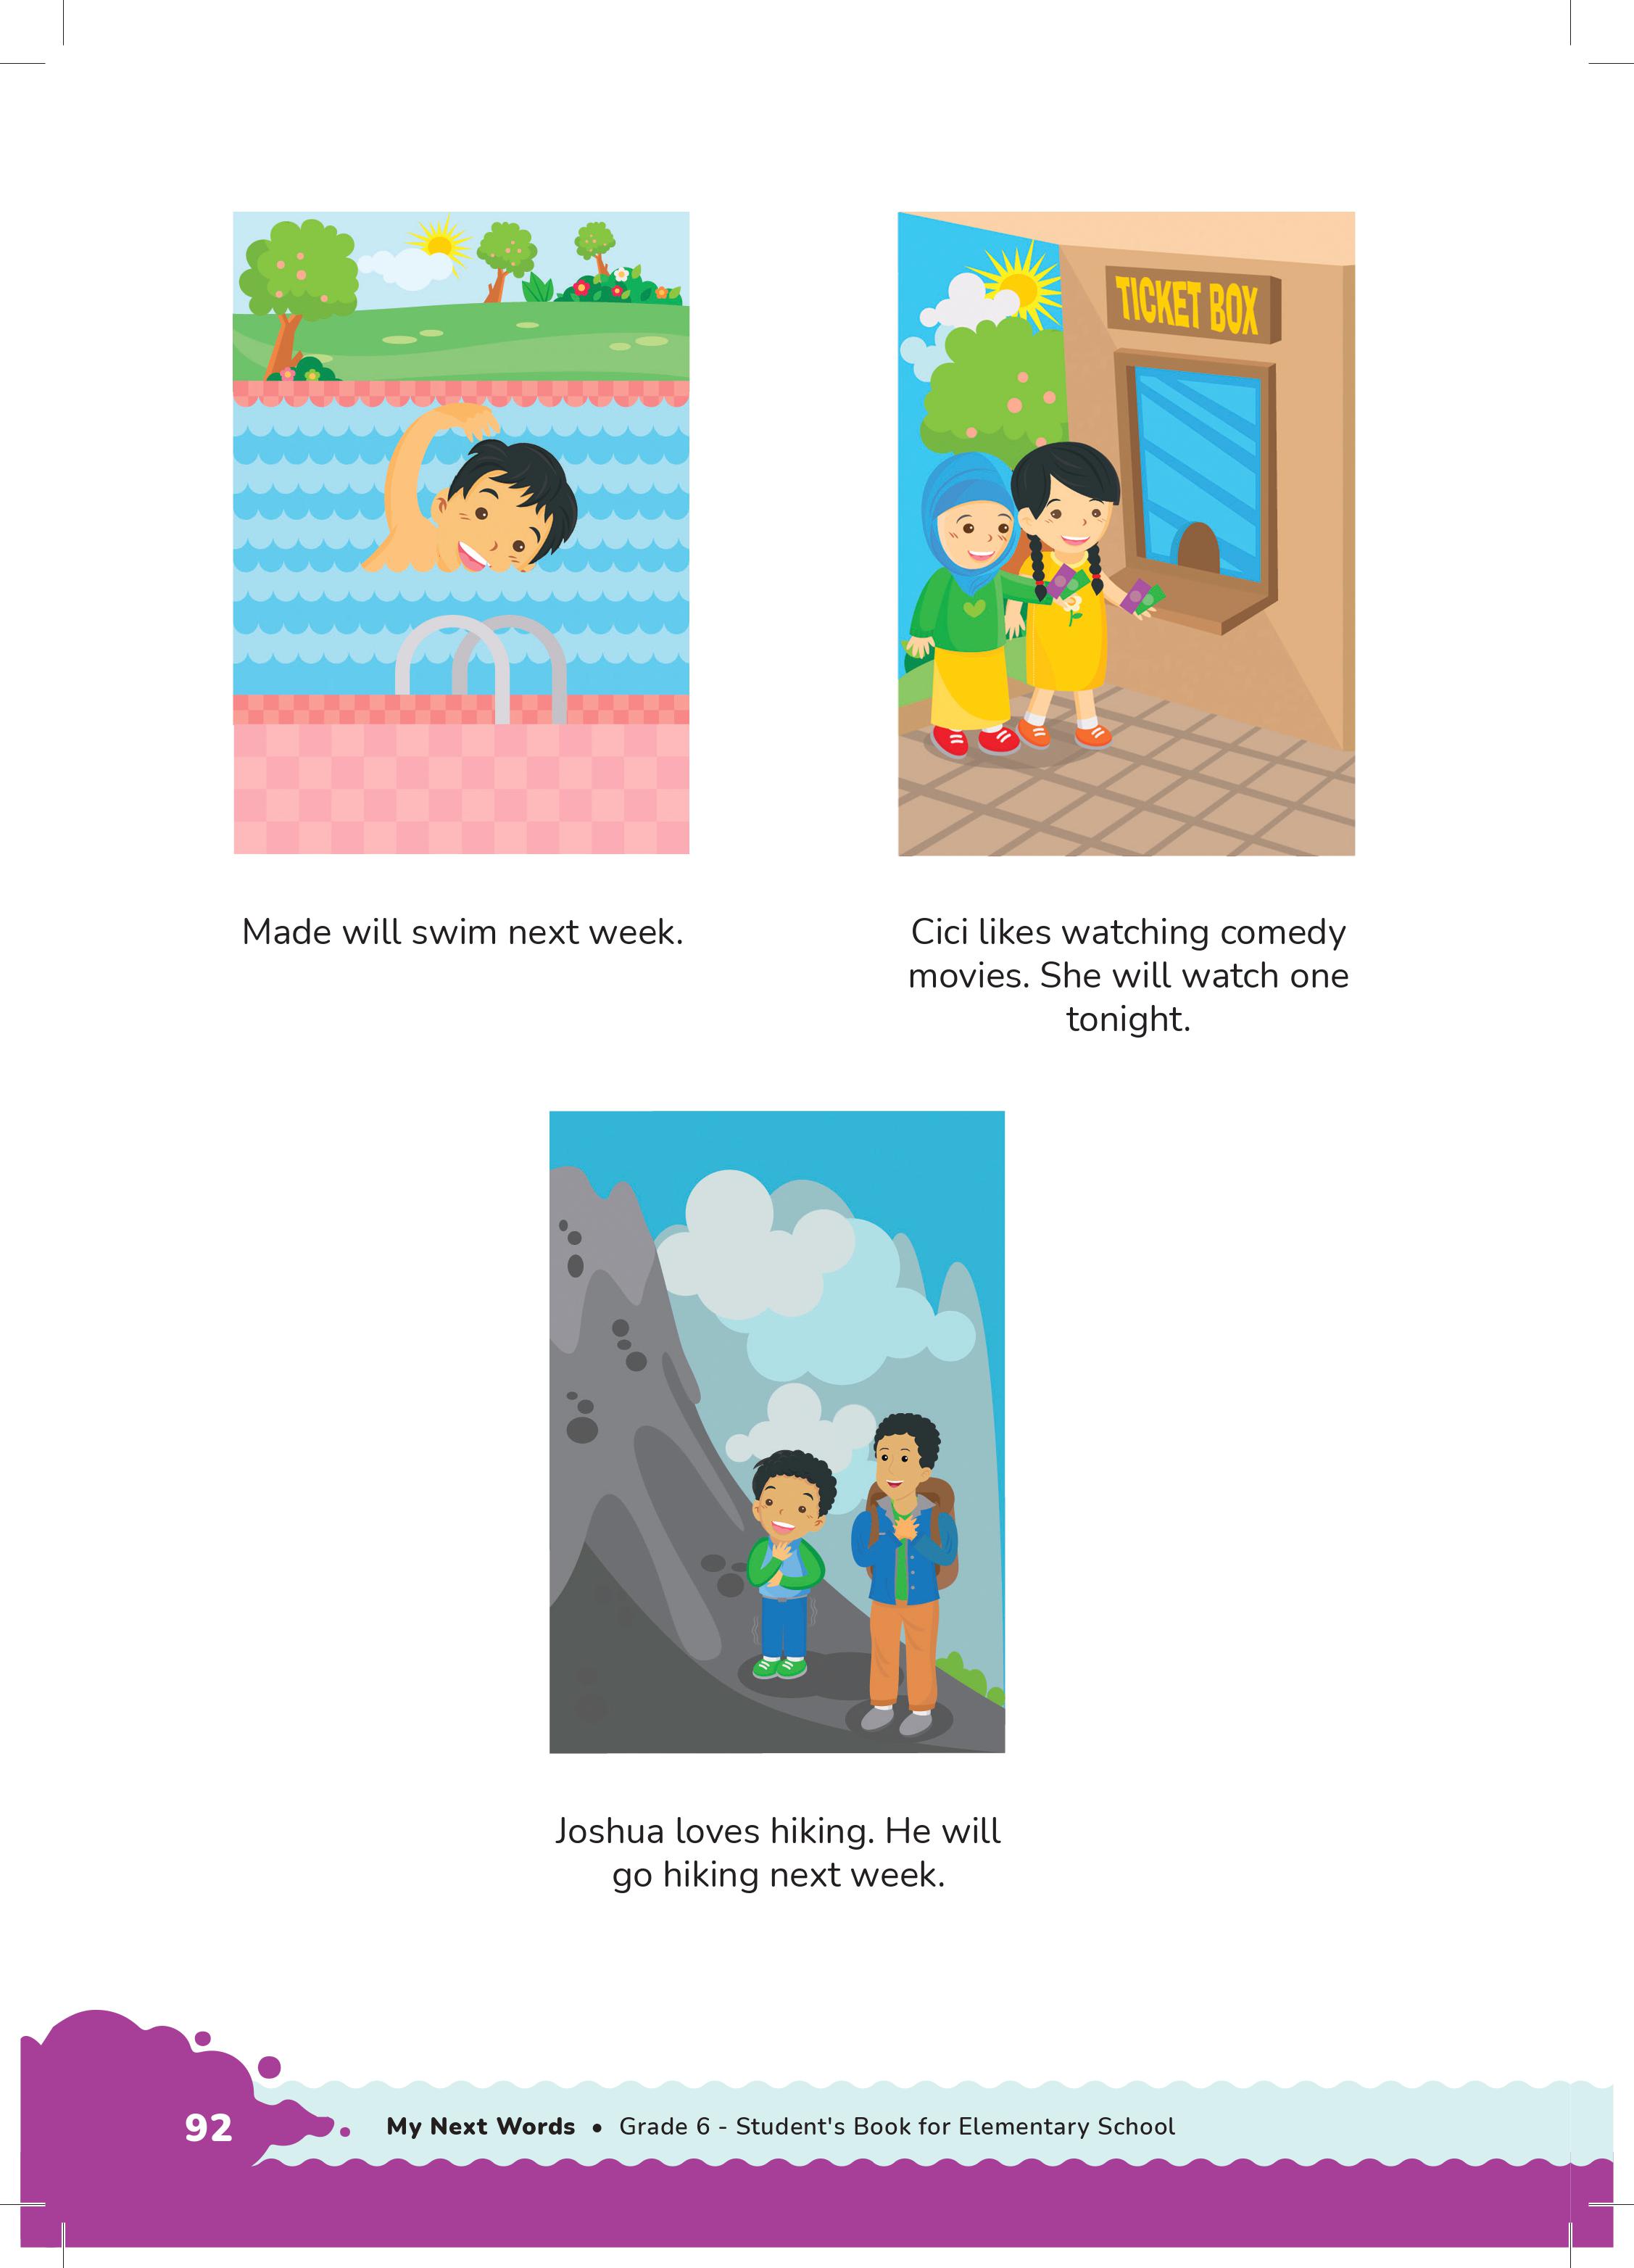 TICKET BOX
Made will swim next week.
Cici likes watching comedy
movies. She will watch one
tonight.
Joshua loves hiking. He will
go hiking next week.
92
My Next Words • Grade 6 - Student's Book for Elementary School